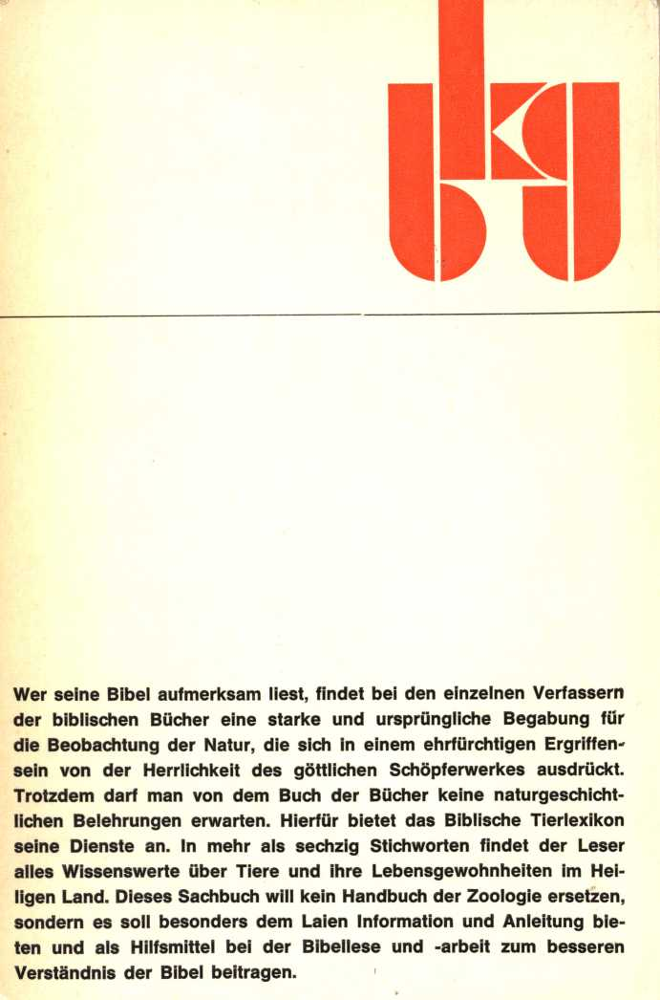 bkg
Wer seine Bibel aufmerksam liest, findet bei den einzelnen Verfassern
der biblischen Bücher eine starke und ursprüngliche Begabung für
die Beobachtung der Natur, die sich in einem ehrfürchtigen Ergriffen-
sein von der Herrlichkeit des göttlichen Schöpferwerkes ausdrückt.
Trotzdem darf man von dem Buch der Bücher keine naturgeschicht-
lichen Belehrungen erwarten. Hierfür bietet das Biblische Tierlexikon
seine Dienste an. In mehr als sechzig Stichworten findet der Leser
alles Wissenswerte über Tiere und ihre Lebensgewohnheiten im Hei-
ligen Land. Dieses Sachbuch will kein Handbuch der Zoologie ersetzen,
sondern es soll besonders dem Laien Information und Anleitung bie-
ten und als Hilfsmittel bei der Bibellese und -arbeit zum besseren
Verständnis der Bibel beitragen.